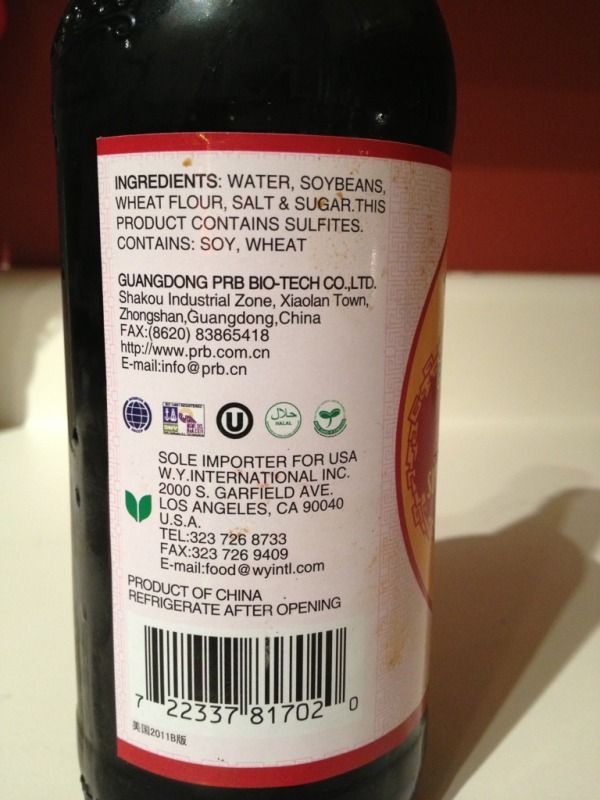 INGREDIENTS: WATER, SOYBEANS,
WHEAT FLOUR, SALT & SUGAR.THIS
PRODUCT CONTAINS SULFITES.
CONTAINS: SOY, WHEAT
GUANGDONG PRB BIO-TECH CO.,LTD.
Shakou Industrial Zone, Xiaolan Town,
Zhongshan,Guangdong,China
FAX:(8620) 83865418
http://www.prb.com.cn
E-mail:info@prb.cn
U
حلال
HALAL
SOLE IMPORTER FOR USA
W.Y.INTERNATIONAL INC.
2000 S. GARFIELD AVE.
LOS ANGELES, CA 90040
U.S.A.
TEL:323 726 8733
FAX:323 726 9409
E-mail:food@wyintl.com
PRODUCT OF CHINA
REFRIGERATE AFTER OPENING
7 22337 81702 0
美国2011B版